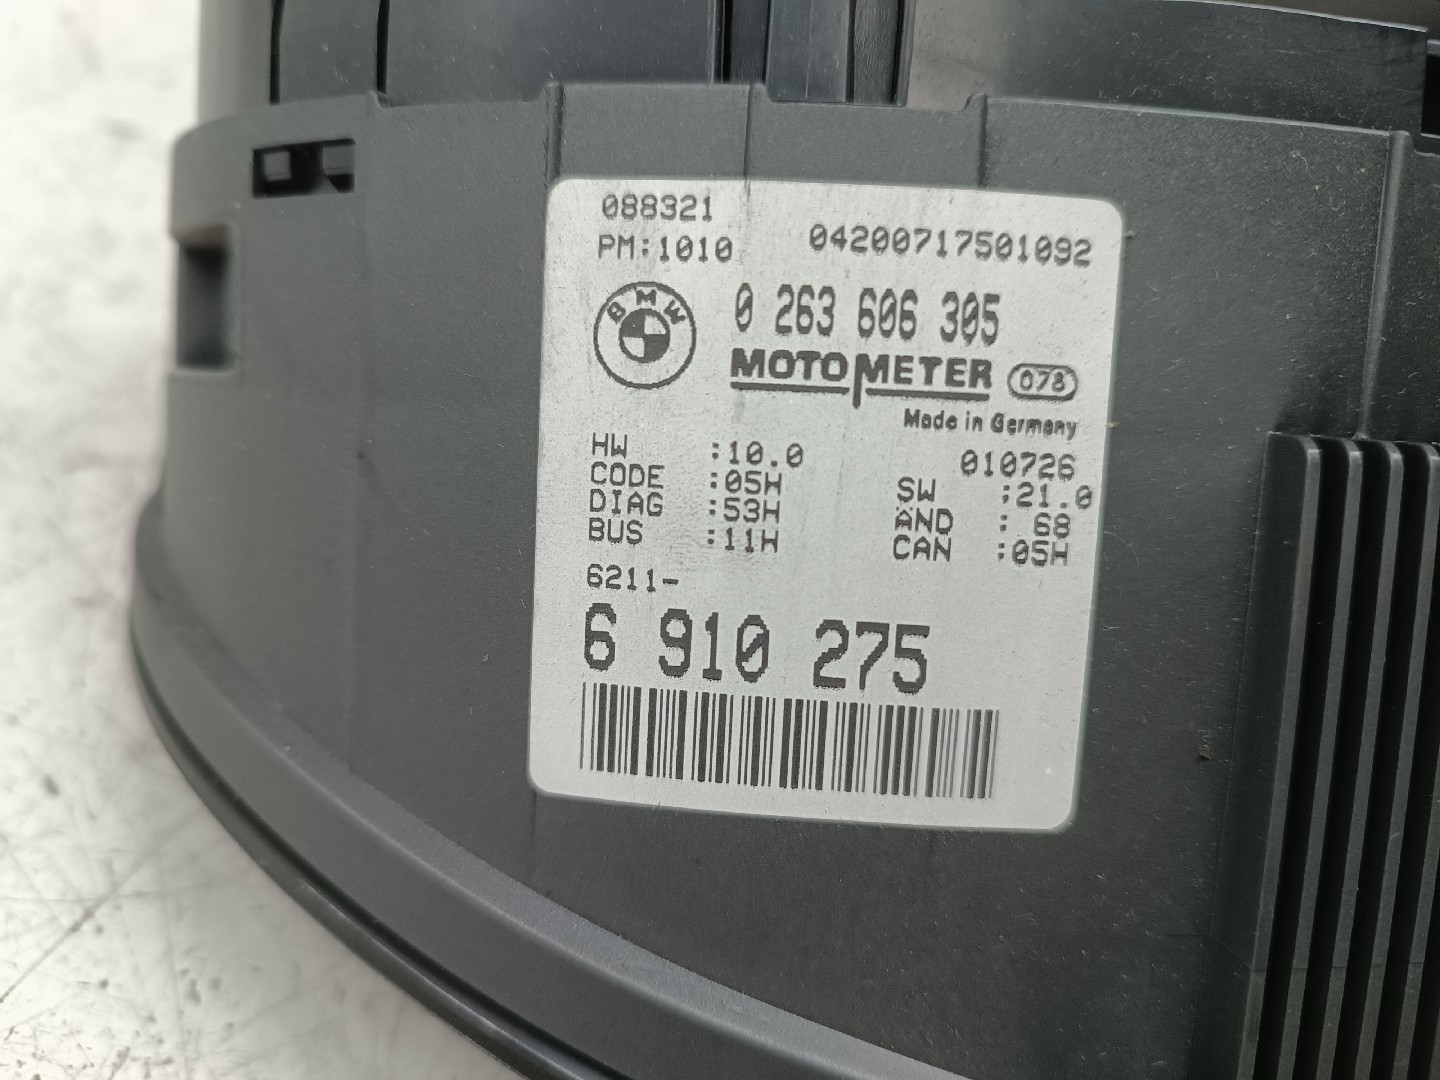 088321
PM:1010 04200717501092
BMW 0 263 606 305
MOTOMETER 078
Made in Germany
HW :10.0 010726
CODE :05H SW :21.0
DIAG :53H ÄND : 68
BUS :11H CAN :05H
6211-
6 910 275